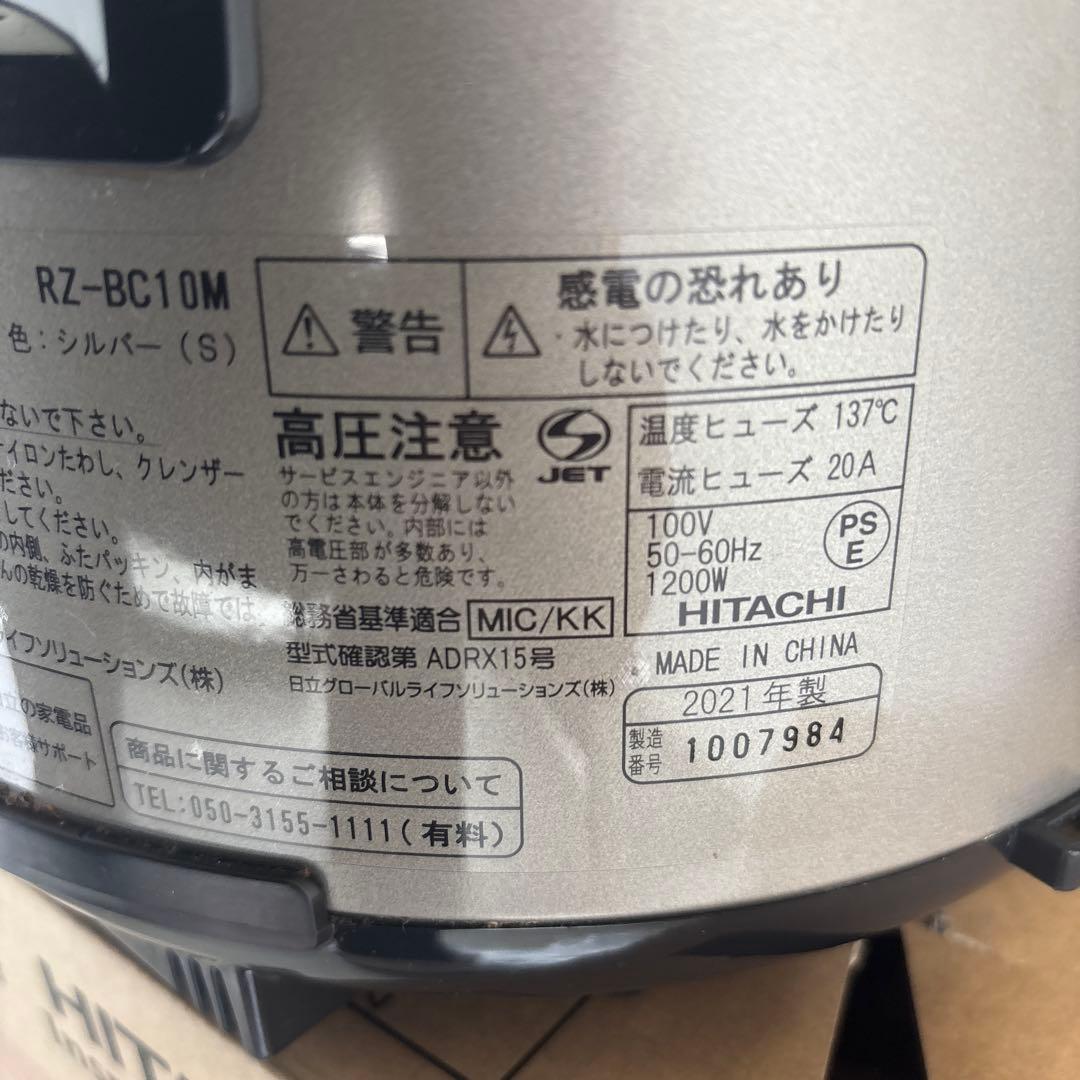 RZ-BC10M
色：シルバー（S）
警告
感電の恐れあり
・水につけたり、水をかけたり
しないでください。
ないで下さい。
イロンたわし、クレンザー
ださい。
してください。
の内側、ふたパッキン、内がま
んの乾燥を防ぐためで故障では、
ライフソリューションズ（株）
高圧注意
サービスエンジニア以外
の方は本体を分解しない
でください。内部には
高電圧部が多数あり、
万一さわると危険です。
JET
総務省基準適合 MIC/KK
型式確認第 ADRX15号
日立グローバルライフソリューションズ（株）
温度ヒューズ 137℃
電流ヒューズ 20A
100V
50-60Hz
1200W
PS
E
HITACHI
MADE IN CHINA
2021年製
製造
番号
1007984
日立の家電品
お客様サポート
商品に関するご相談について
TEL:050-3155-1111（有料）
HIT